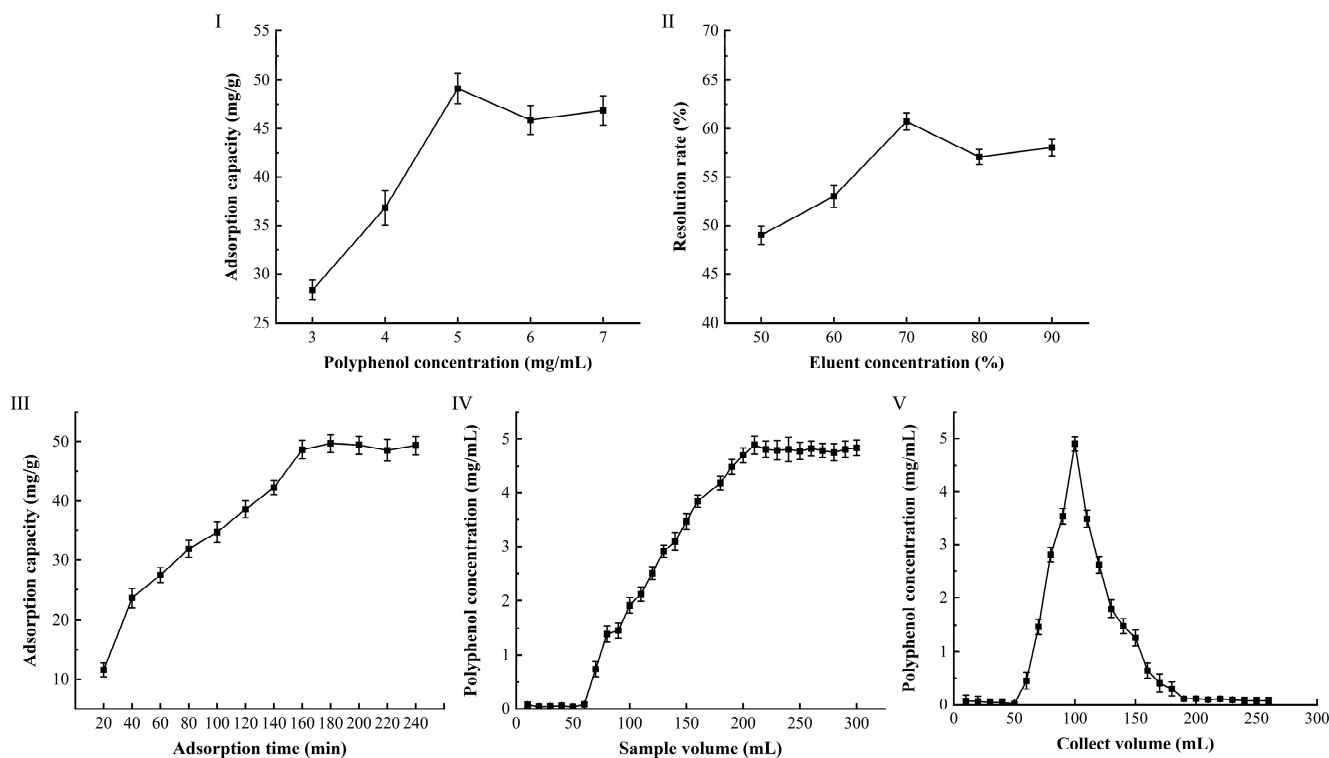 I
Adsorption capacity (mg/g)
55
50
45
40
35
30
25
3 4 5 6 7
Polyphenol concentration (mg/mL)
II
Resolution rate (%)
70
65
60
55
50
45
40
50 60 70 80 90
Eluent concentration (%)
III
Adsorption capacity (mg/g)
50
40
30
20
10
20 40 60 80 100 120 140 160 180 200 220 240
Adsorption time (min)
IV
Polyphenol concentration (mg/mL)
5
4
3
2
1
0
0 50 100 150 200 250 300
Sample volume (mL)
V
Polyphenol concentration (mg/mL)
5
4
3
2
1
0
0 50 100 150 200 250 300
Collect volume (mL)